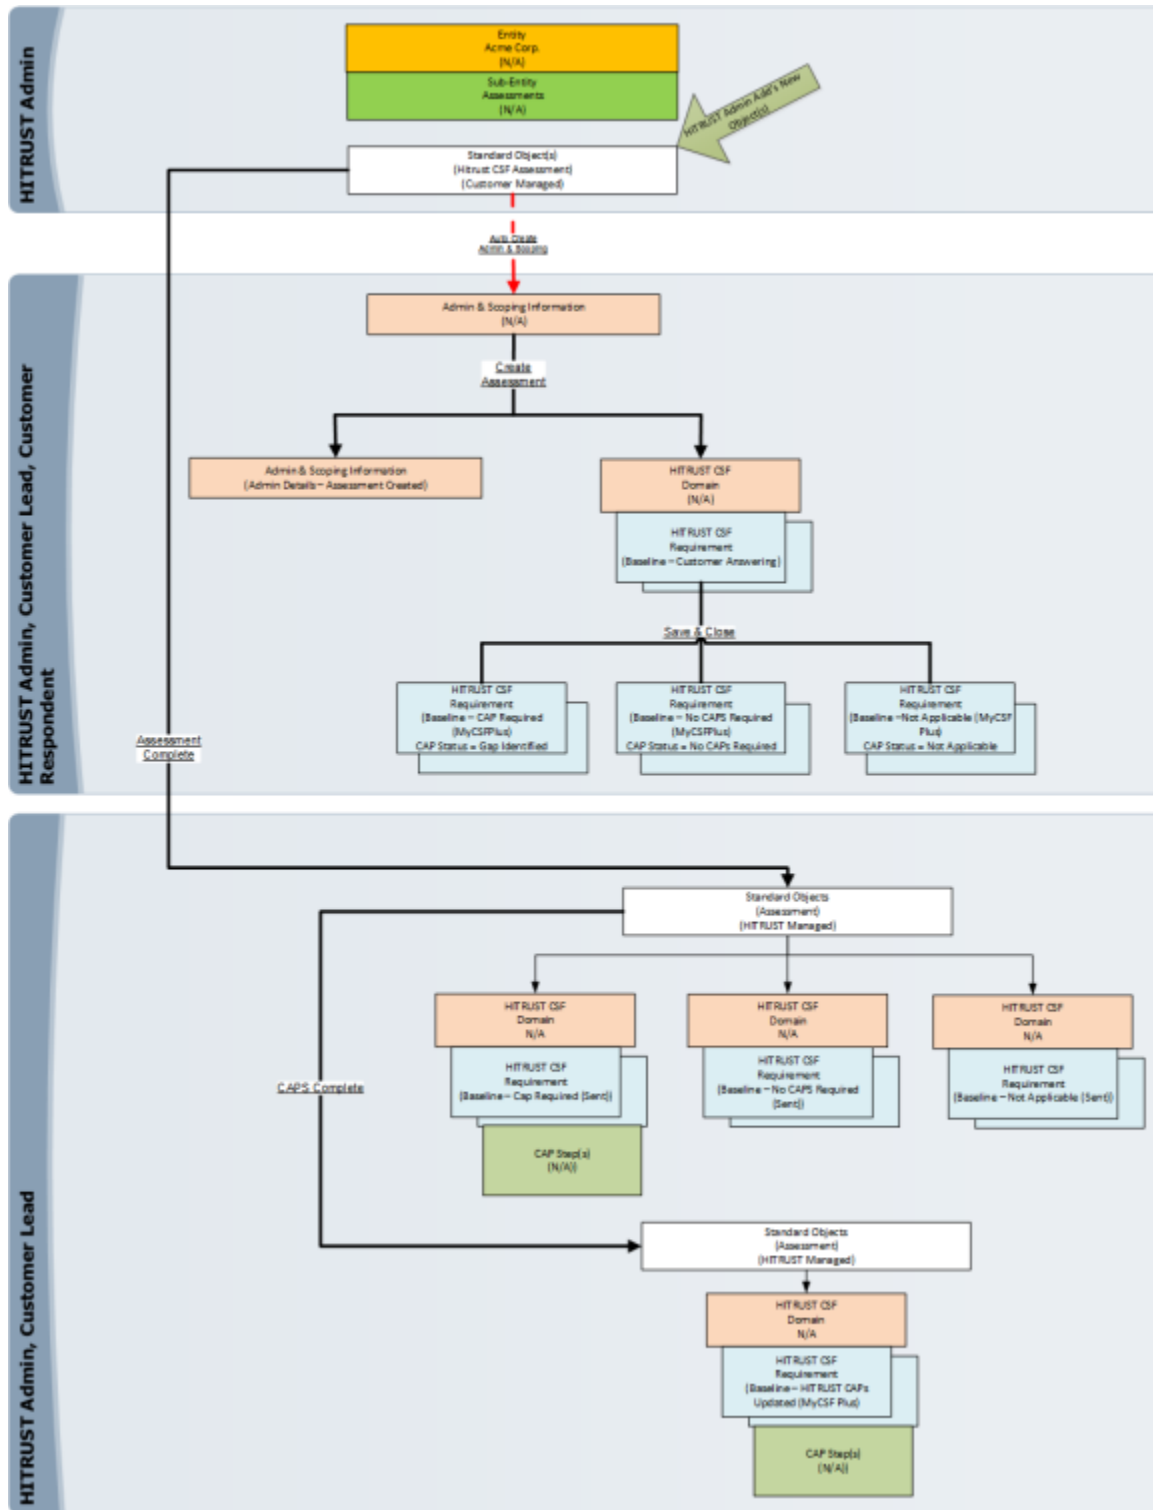 HITRUST Admin
Entity
Acme Corp.
(N/A)
Sub-Entity
Assessments
(N/A)
HITRUST Admin Add's New
Object(s)
Standard Object(s)
(Hitrust CSF Assessment)
(Customer Managed)
Auto Create
Admin & Scoping
HITRUST Admin, Customer Lead, Customer
Respondent
Admin & Scoping Information
(N/A)
Create
Assessment
Admin & Scoping Information
(Admin Details – Assessment Created)
HITRUST CSF
Domain
(N/A)
HITRUST CSF
Requirement
(Baseline – Customer Answering)
Save & Close
HITRUST CSF
Requirement
(Baseline – CAP Required
(MyCSFPlus)
CAP Status = Gap Identified
HITRUST CSF
Requirement
(Baseline – No CAPS Required
(MyCSFPlus)
CAP Status = No CAPs Required
HITRUST CSF
Requirement
(Baseline –Not Applicable (MyCSF
Plus)
CAP Status = Not Applicable
Assessment
Complete
HITRUST Admin, Customer Lead
Standard Objects
(Assessment)
(HITRUST Managed)
HITRUST CSF
Domain
N/A
HITRUST CSF
Requirement
(Baseline – Cap Required (Sent))
CAP Step(s)
(N/A))
HITRUST CSF
Domain
N/A
HITRUST CSF
Requirement
(Baseline – No CAPS Required
(Sent))
HITRUST CSF
Domain
N/A
HITRUST CSF
Requirement
(Baseline – Not Applicable (Sent))
CAPS Complete
Standard Objects
(Assessment)
(HITRUST Managed)
HITRUST CSF
Domain
N/A
HITRUST CSF
Requirement
(Baseline – HITRUST CAPs
Updated (MyCSF Plus)
CAP Step(s)
(N/A))